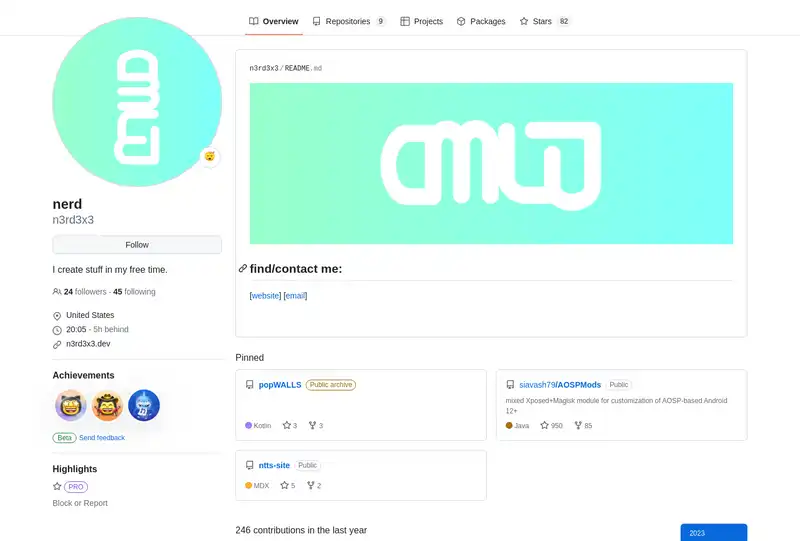 Overview Repositories 9 Projects Packages Stars 82
n3rd3x3/README.md
nerd
n3rd3x3
Follow
I create stuff in my free time.
24 followers · 45 following
United States
20:05 - 5h behind
n3rd3x3.dev
Achievements
Beta Send feedback
Highlights
PRO
Block or Report
find/contact me:
[website] [email]
Pinned
popWALLS Public archive
Kotlin 3 3
siavash79/AOSPMods Public
mixed Xposed+Magisk module for customization of AOSP-based Android
12+
Java 950 85
ntts-site Public
MDX 5 2
246 contributions in the last year
2023